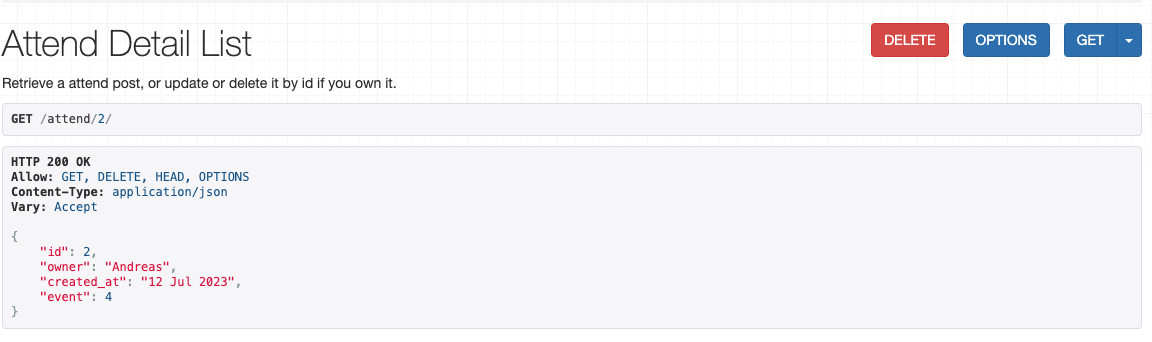 Attend Detail List
DELETE
OPTIONS
GET
Retrieve a attend post, or update or delete it by id if you own it.
GET /attend/2/
HTTP 200 OK
Allow: GET, DELETE, HEAD, OPTIONS
Content-Type: application/json
Vary: Accept
{
"id": 2,
"owner": "Andreas",
"created_at": "12 Jul 2023",
"event": 4
}